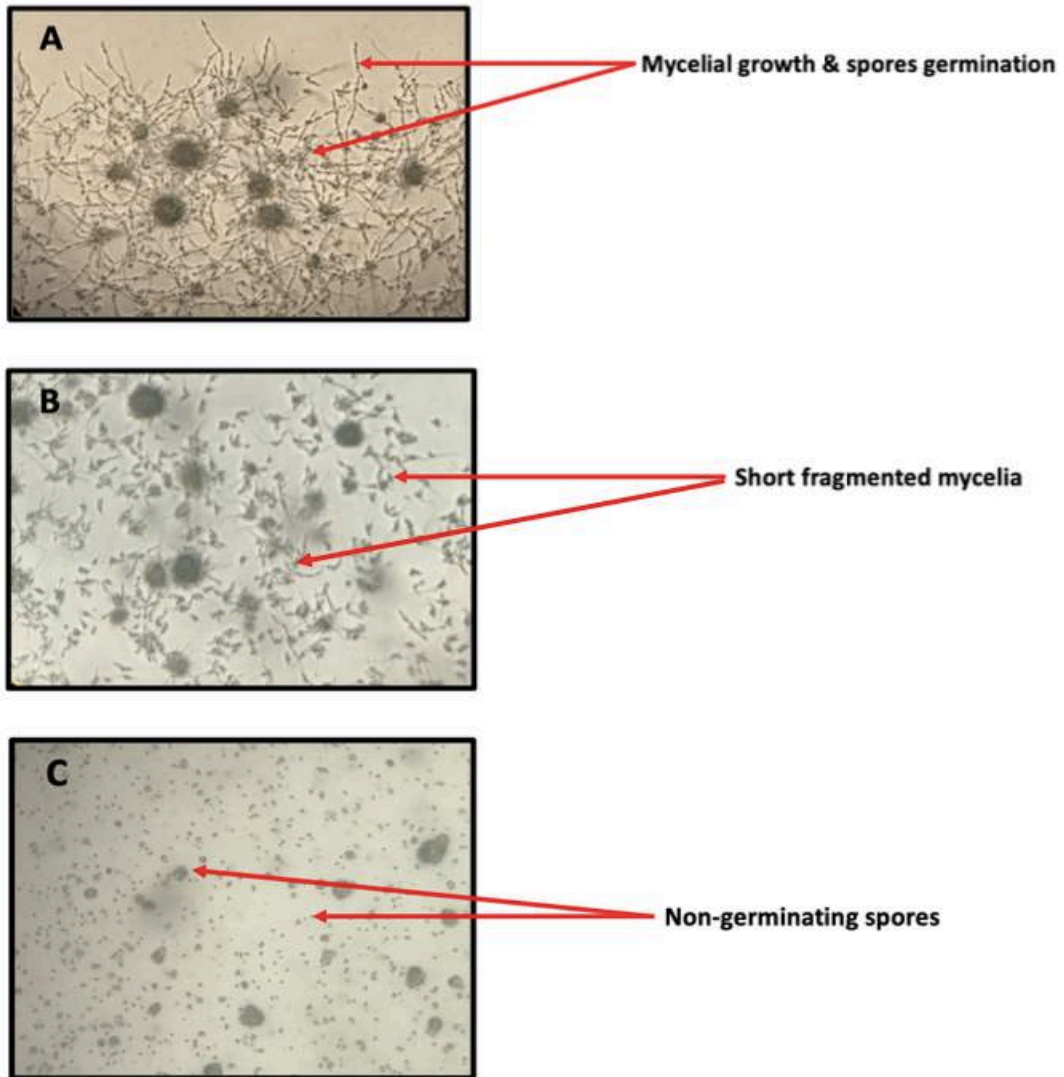 A
Mycelial growth & spores germination
B
Short fragmented mycelia
C
Non-germinating spores